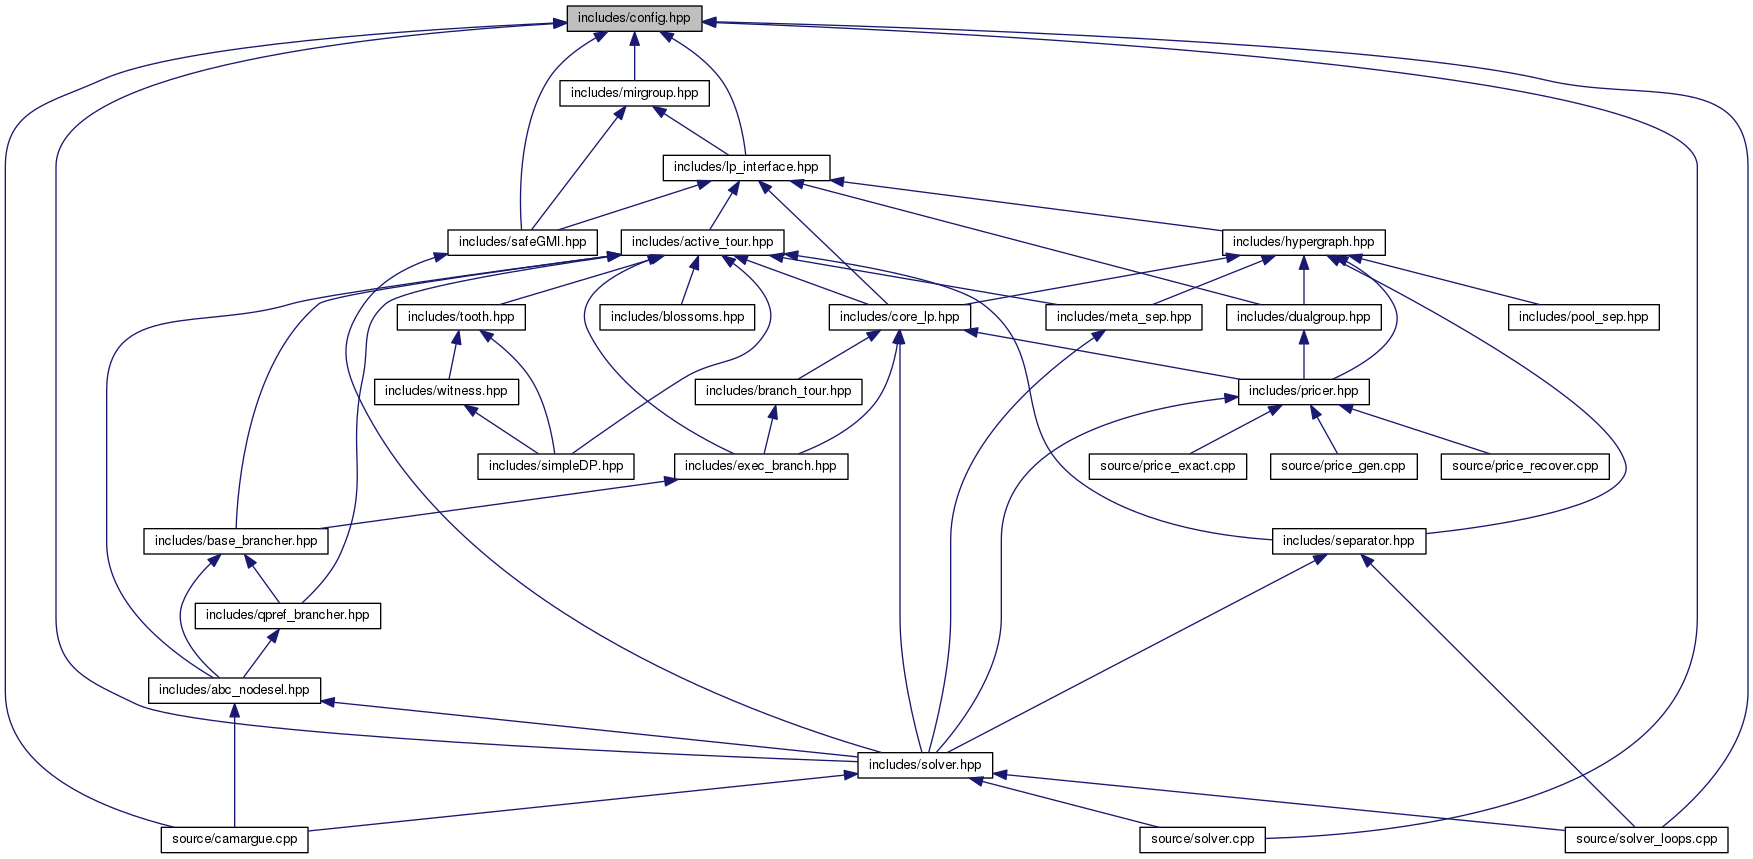 includes/config.hpp
includes/mirgroup.hpp
includes/lp_interface.hpp
includes/safeGMI.hpp
includes/active_tour.hpp
includes/hypergraph.hpp
includes/tooth.hpp
includes/blossoms.hpp
includes/core_lp.hpp
includes/meta_sep.hpp
includes/dualgroup.hpp
includes/pool_sep.hpp
includes/witness.hpp
includes/branch_tour.hpp
includes/pricer.hpp
includes/simpleDP.hpp
includes/exec_branch.hpp
source/price_exact.cpp
source/price_gen.cpp
source/price_recover.cpp
includes/base_brancher.hpp
includes/separator.hpp
includes/qpref_brancher.hpp
includes/abc_nodesel.hpp
includes/solver.hpp
source/camargue.cpp
source/solver.cpp
source/solver_loops.cpp